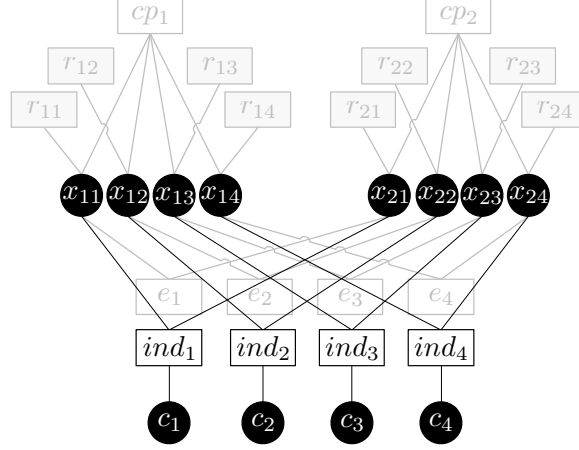 cp₁ cp₂
r₁₂ r₁₃ r₂₂ r₂₃
r₁₁ r₁₄ r₂₁ r₂₄
x₁₁ x₁₂ x₁₃ x₁₄ x₂₁ x₂₂ x₂₃ x₂₄
e₁ e₂ e₃ e₄
ind₁ ind₂ ind₃ ind₄
c₁ c₂ c₃ c₄